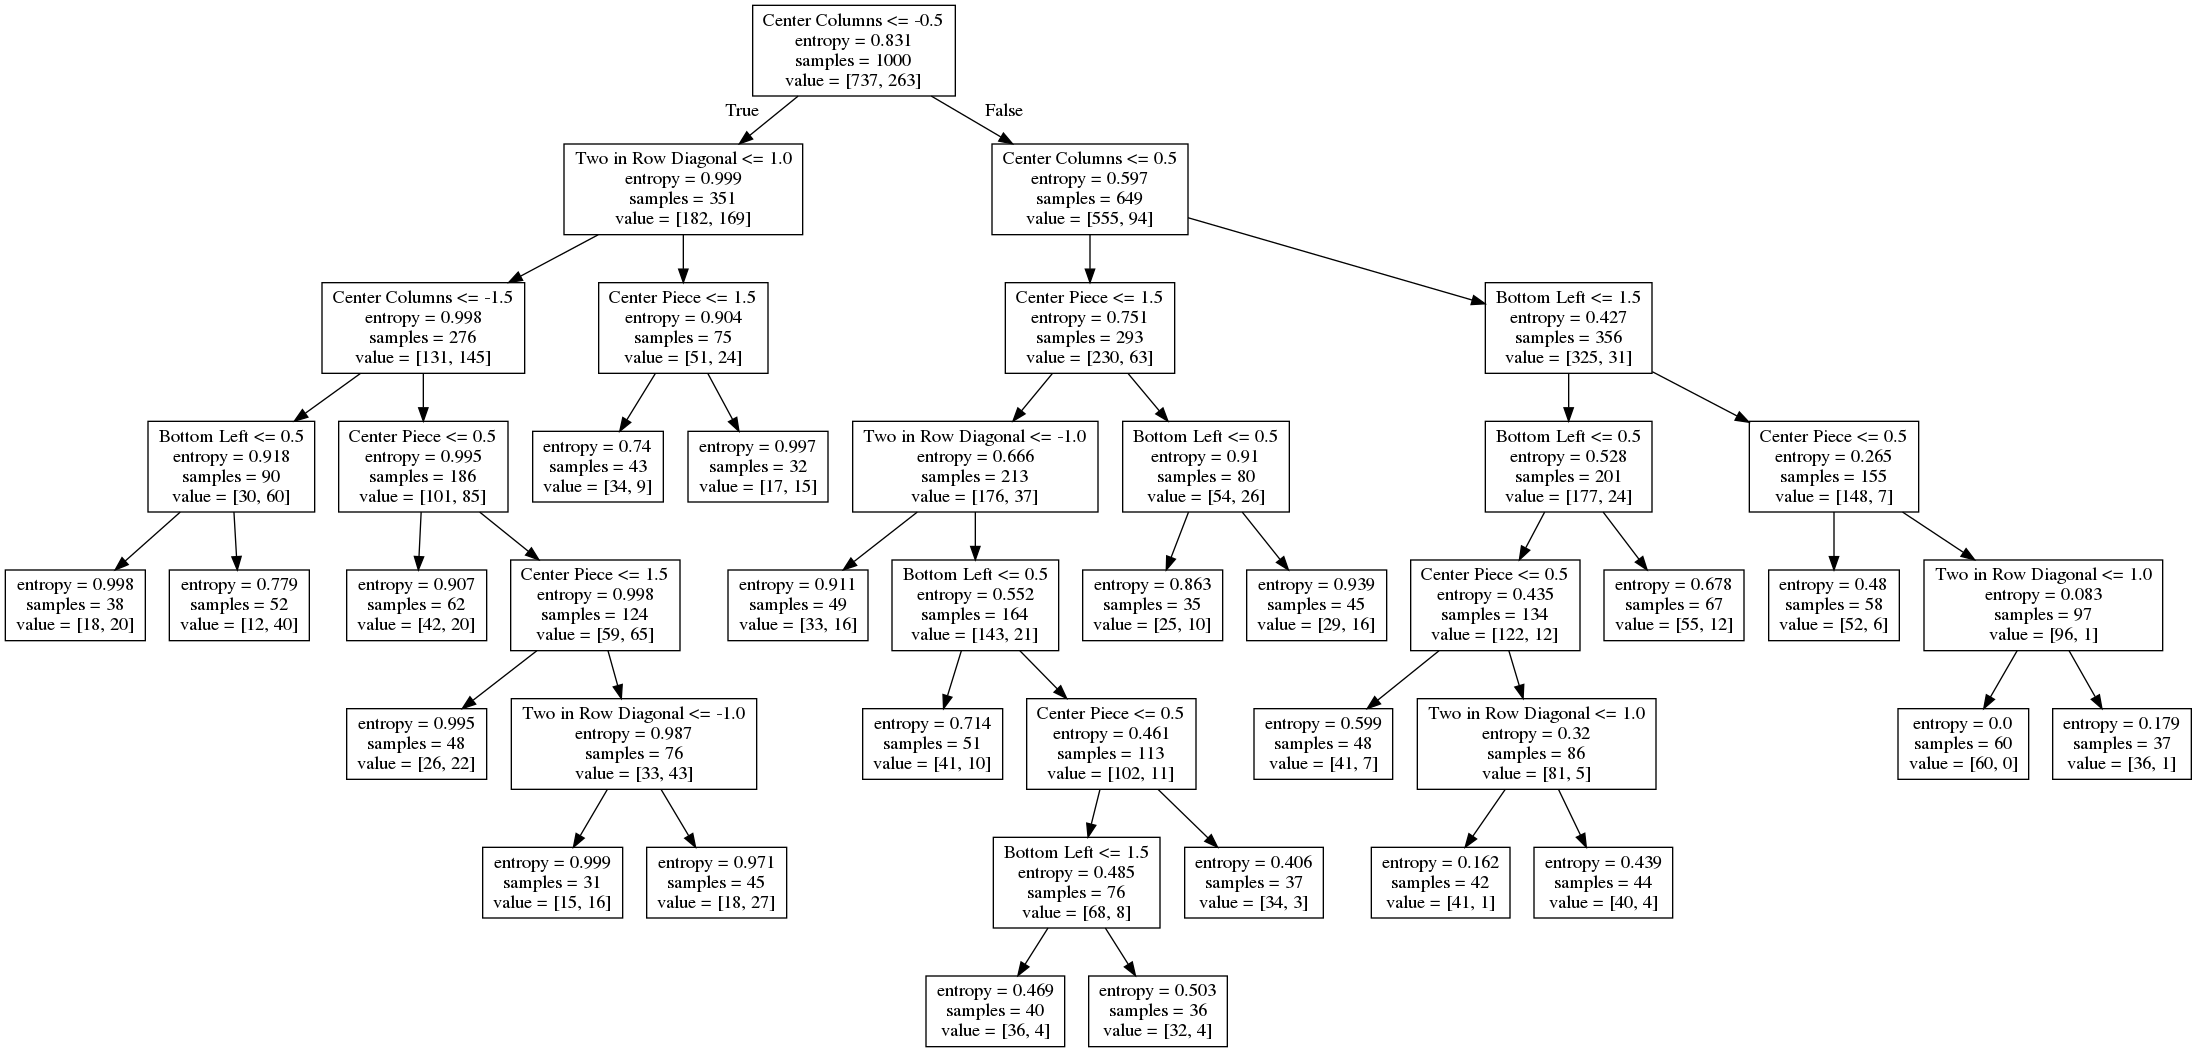 Center Columns <= -0.5
entropy = 0.831
samples = 1000
value = [737, 263]
True
False
Two in Row Diagonal <= 1.0
entropy = 0.999
samples = 351
value = [182, 169]
Center Columns <= 0.5
entropy = 0.597
samples = 649
value = [555, 94]
Center Columns <= -1.5
entropy = 0.998
samples = 276
value = [131, 145]
Center Piece <= 1.5
entropy = 0.904
samples = 75
value = [51, 24]
Center Piece <= 1.5
entropy = 0.751
samples = 293
value = [230, 63]
Bottom Left <= 1.5
entropy = 0.427
samples = 356
value = [325, 31]
Bottom Left <= 0.5
entropy = 0.918
samples = 90
value = [30, 60]
Center Piece <= 0.5
entropy = 0.995
samples = 186
value = [101, 85]
entropy = 0.74
samples = 43
value = [34, 9]
entropy = 0.997
samples = 32
value = [17, 15]
Two in Row Diagonal <= -1.0
entropy = 0.666
samples = 213
value = [176, 37]
Bottom Left <= 0.5
entropy = 0.91
samples = 80
value = [54, 26]
Bottom Left <= 0.5
entropy = 0.528
samples = 201
value = [177, 24]
Center Piece <= 0.5
entropy = 0.265
samples = 155
value = [148, 7]
entropy = 0.998
samples = 38
value = [18, 20]
entropy = 0.779
samples = 52
value = [12, 40]
entropy = 0.907
samples = 62
value = [42, 20]
Center Piece <= 1.5
entropy = 0.998
samples = 124
value = [59, 65]
entropy = 0.911
samples = 49
value = [33, 16]
Bottom Left <= 0.5
entropy = 0.552
samples = 164
value = [143, 21]
entropy = 0.863
samples = 35
value = [25, 10]
entropy = 0.939
samples = 45
value = [29, 16]
Center Piece <= 0.5
entropy = 0.435
samples = 134
value = [122, 12]
entropy = 0.678
samples = 67
value = [55, 12]
entropy = 0.48
samples = 58
value = [52, 6]
Two in Row Diagonal <= 1.0
entropy = 0.083
samples = 97
value = [96, 1]
entropy = 0.995
samples = 48
value = [26, 22]
Two in Row Diagonal <= -1.0
entropy = 0.987
samples = 76
value = [33, 43]
entropy = 0.714
samples = 51
value = [41, 10]
Center Piece <= 0.5
entropy = 0.461
samples = 113
value = [102, 11]
entropy = 0.599
samples = 48
value = [41, 7]
Two in Row Diagonal <= 1.0
entropy = 0.32
samples = 86
value = [81, 5]
entropy = 0.0
samples = 60
value = [60, 0]
entropy = 0.179
samples = 37
value = [36, 1]
entropy = 0.999
samples = 31
value = [15, 16]
entropy = 0.971
samples = 45
value = [18, 27]
Bottom Left <= 1.5
entropy = 0.485
samples = 76
value = [68, 8]
entropy = 0.406
samples = 37
value = [34, 3]
entropy = 0.162
samples = 42
value = [41, 1]
entropy = 0.439
samples = 44
value = [40, 4]
entropy = 0.469
samples = 40
value = [36, 4]
entropy = 0.503
samples = 36
value = [32, 4]